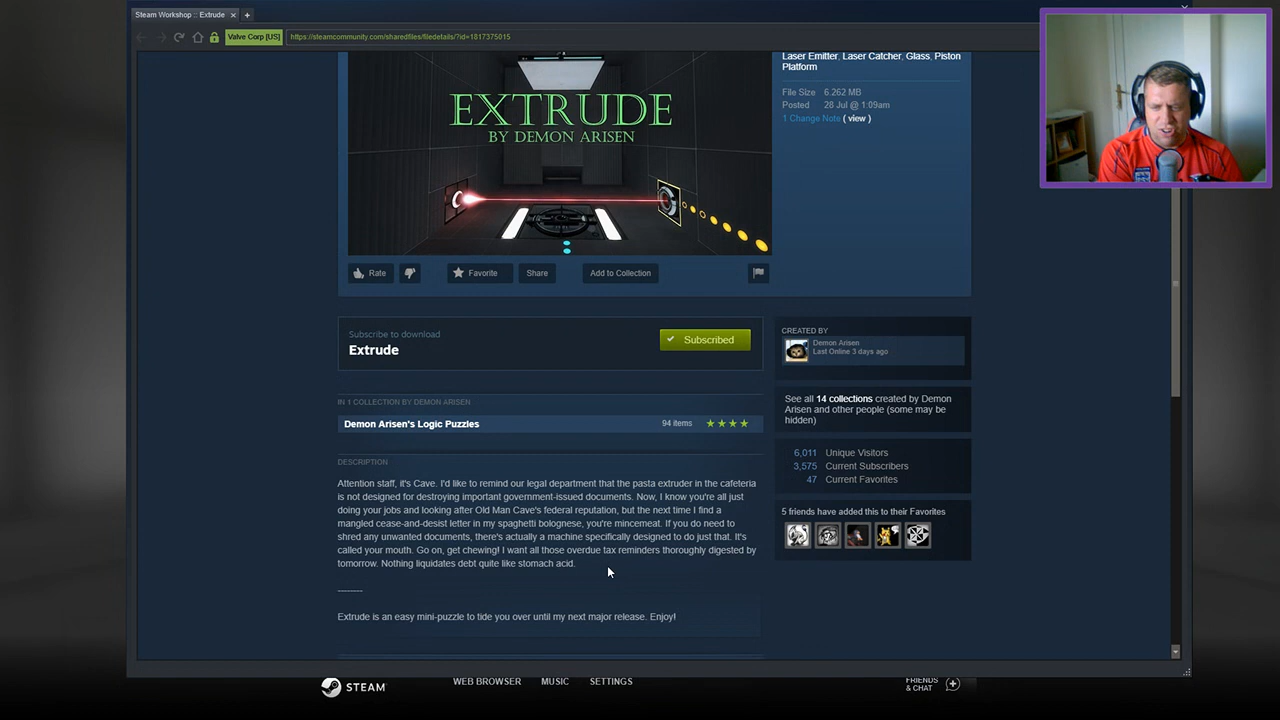 Steam Workshop :: Extrude
Valve Corp [US]
https://steamcommunity.com/sharedfiles/filedetails/?id=1817375015
Laser Emitter, Laser Catcher, Glass, Piston
Platform
File Size 6.262 MB
Posted 28 Jul @ 1:09am
1 Change Note ( view )
EXTRUDE
BY DEMON ARISEN
Rate
Favorite
Share
Add to Collection
Subscribe to download
Extrude
Subscribed
IN 1 COLLECTION BY DEMON ARISEN
Demon Arisen's Logic Puzzles
94 items
DESCRIPTION
Attention staff, it's Cave. I'd like to remind our legal department that the pasta extruder in the cafeteria
is not designed for destroying important government-issued documents. Now, I know you're all just
doing your jobs and looking after Old Man Cave's federal reputation, but the next time I find a
mangled cease-and-desist letter in my spaghetti bolognese, you're mincemeat. If you do need to
shred any unwanted documents, there's actually a machine specifically designed to do just that. It's
called your mouth. Go on, get chewing! I want all those overdue tax reminders thoroughly digested by
tomorrow. Nothing liquidates debt quite like stomach acid.
--------
Extrude is an easy mini-puzzle to tide you over until my next major release. Enjoy!
CREATED BY
Demon Arisen
Last Online 3 days ago
See all 14 collections created by Demon
Arisen and other people (some may be
hidden)
6,011 Unique Visitors
3,575 Current Subscribers
47 Current Favorites
5 friends have added this to their Favorites
STEAM
WEB BROWSER
MUSIC
SETTINGS
FRIENDS
& CHAT